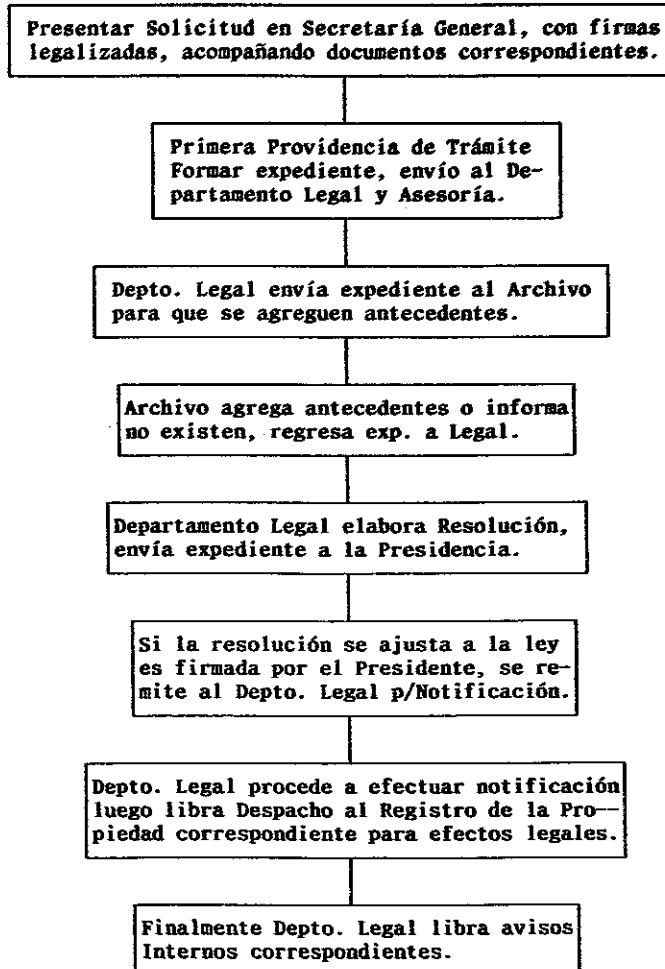 Presentar Solicitud en Secretaría General, con firmas
legalizadas, acompañando documentos correspondientes.
Primera Providencia de Trámite
Formar expediente, envío al De-
partamento Legal y Asesoría.
Depto. Legal envía expediente al Archivo
para que se agreguen antecedentes.
Archivo agrega antecedentes o informa
no existen, regresa exp. a Legal.
Departamento Legal elabora Resolución,
envía expediente a la Presidencia.
Si la resolución se ajusta a la ley
es firmada por el Presidente, se re-
mite al Depto. Legal p/Notificación.
Depto. Legal procede a efectuar notificación
luego libra Despacho al Registro de la Pro--
piedad correspondiente para efectos legales.
Finalmente Depto. Legal libra avisos
Internos correspondientes.